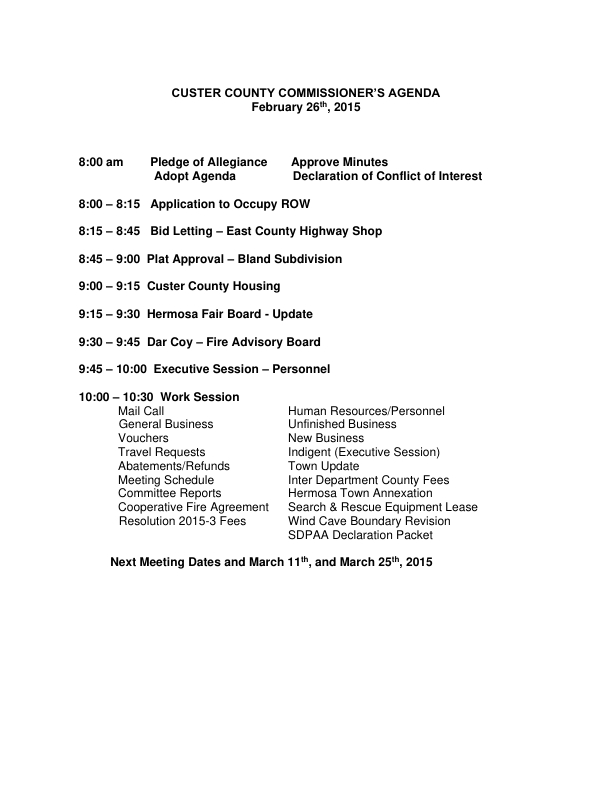 CUSTER COUNTY COMMISSIONER'S AGENDA
February 26th, 2015
8:00 am Pledge of Allegiance Approve Minutes
Adopt Agenda Declaration of Conflict of Interest
8:00 – 8:15 Application to Occupy ROW
8:15 – 8:45 Bid Letting – East County Highway Shop
8:45 – 9:00 Plat Approval – Bland Subdivision
9:00 – 9:15 Custer County Housing
9:15 – 9:30 Hermosa Fair Board - Update
9:30 – 9:45 Dar Coy – Fire Advisory Board
9:45 – 10:00 Executive Session – Personnel
10:00 – 10:30 Work Session
Mail Call Human Resources/Personnel
General Business Unfinished Business
Vouchers New Business
Travel Requests Indigent (Executive Session)
Abatements/Refunds Town Update
Meeting Schedule Inter Department County Fees
Committee Reports Hermosa Town Annexation
Cooperative Fire Agreement Search & Rescue Equipment Lease
Resolution 2015-3 Fees Wind Cave Boundary Revision
SDPAA Declaration Packet
Next Meeting Dates and March 11th, and March 25th, 2015